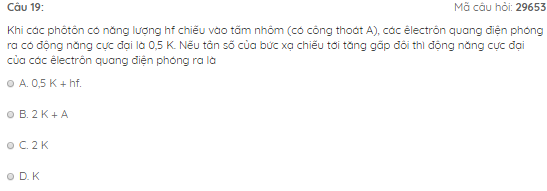 Câu 19: Mã câu hỏi: 29653
Khi các phôtôn có năng lượng hf chiếu vào tấm nhôm (có công thoát A), các êlectrôn quang điện phóng
ra có động năng cực đại là 0,5 K. Nếu tần số của bức xạ chiếu tới tăng gấp đôi thì động năng cực đại
của các êlectrôn quang điện phóng ra là
A. 0,5 K + hf.
B. 2 K + A
C. 2 K
D. K